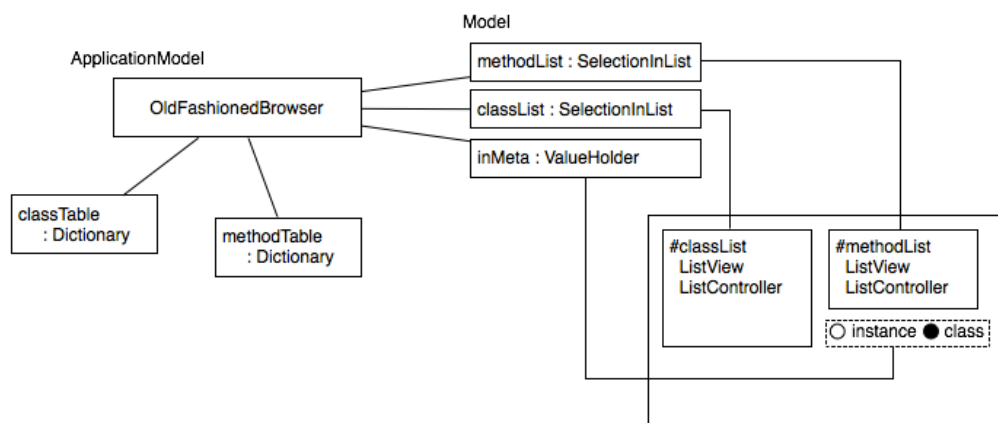 Model
ApplicationModel
methodList : SelectionInList
OldFashionedBrowser
classList : SelectionInList
inMeta : ValueHolder
classTable
: Dictionary
methodTable
: Dictionary
#classList
ListView
ListController
#methodList
ListView
ListController
instance class